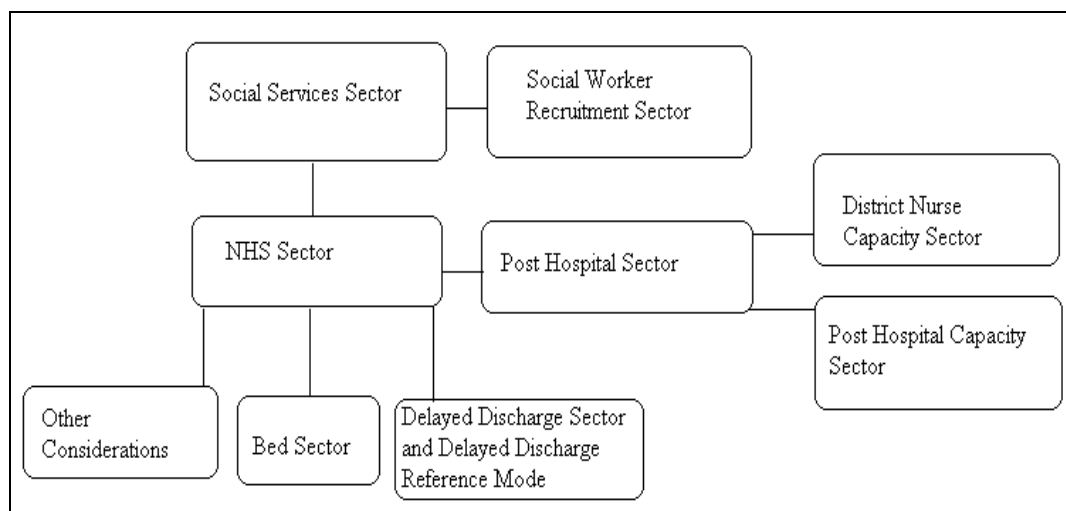 Social Services Sector
Social Worker
Recruitment Sector
NHS Sector
Post Hospital Sector
District Nurse
Capacity Sector
Post Hospital Capacity
Sector
Other
Considerations
Bed Sector
Delayed Discharge Sector
and Delayed Discharge
Reference Mode